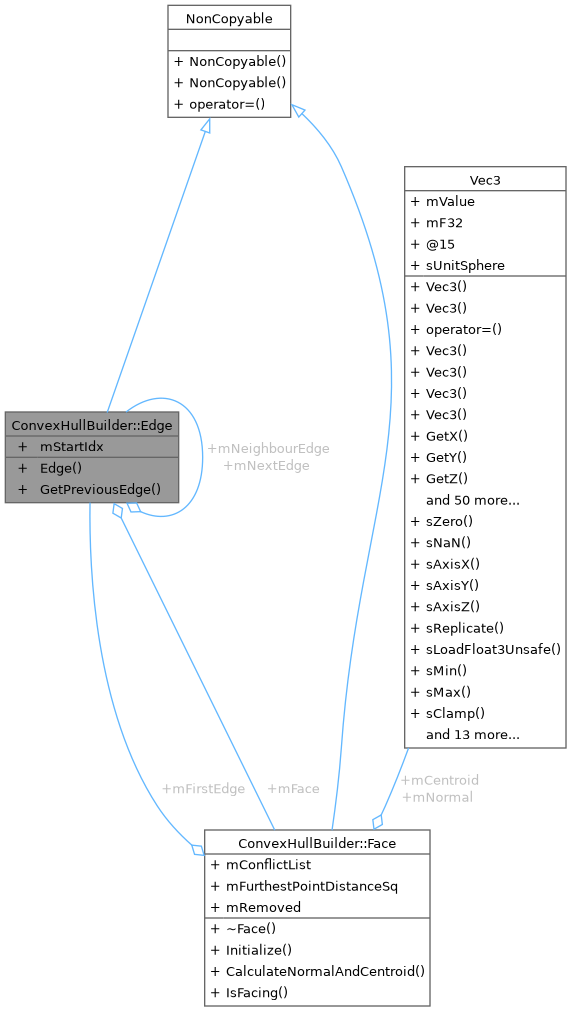 NonCopyable
+ NonCopyable()
+ NonCopyable()
+ operator=()
Vec3
+ mValue
+ mF32
+ @15
+ sUnitSphere
+ Vec3()
+ Vec3()
+ operator=()
+ Vec3()
+ Vec3()
+ Vec3()
+ Vec3()
+ GetX()
+ GetY()
+ GetZ()
and 50 more...
+ sZero()
+ sNaN()
+ sAxisX()
+ sAxisY()
+ sAxisZ()
+ sReplicate()
+ sLoadFloat3Unsafe()
+ sMin()
+ sMax()
+ sClamp()
and 13 more...
ConvexHullBuilder::Edge
+ mStartIdx
+ Edge()
+ GetPreviousEdge()
+mNeighbourEdge
+mNextEdge
+mFirstEdge
+mFace
+mCentroid
+mNormal
ConvexHullBuilder::Face
+ mConflictList
+ mFurthestPointDistanceSq
+ mRemoved
+ ~Face()
+ Initialize()
+ CalculateNormalAndCentroid()
+ IsFacing()